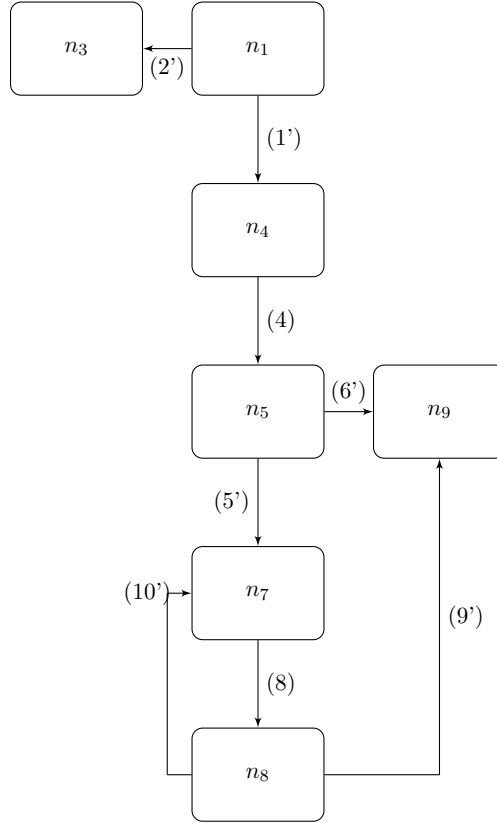 n₃
n₁
(2')
(1')
n₄
(4)
n₅
(6')
n₉
(5')
(10')
n₇
(9')
(8)
n₈